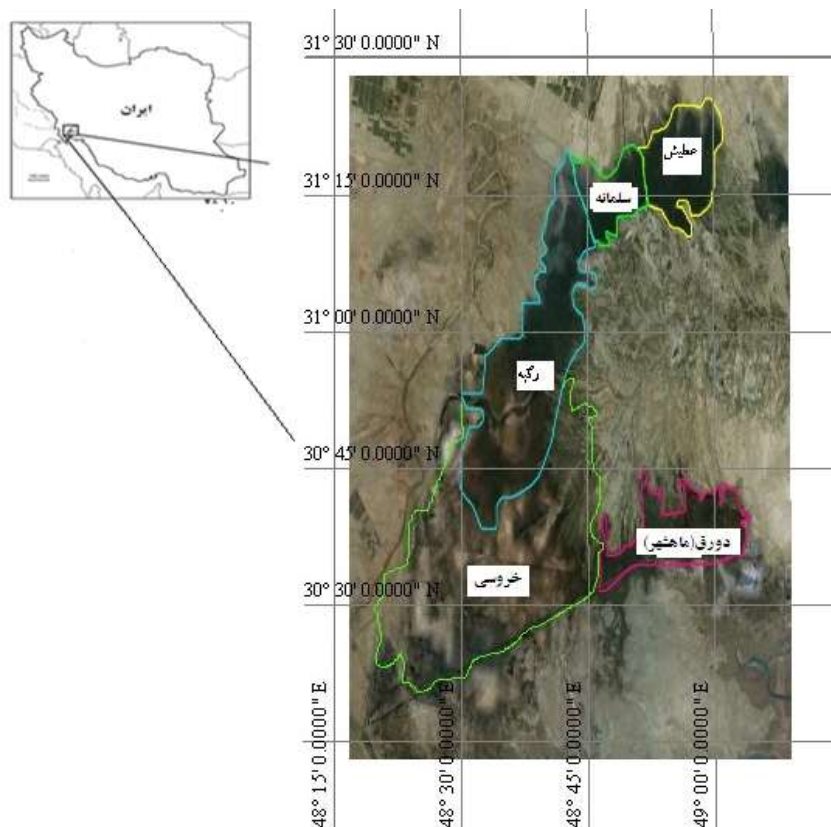 31° 30' 0.0000" N
ایران
عطیش
31° 15' 0.0000" N
سلمانه
31° 00' 0.0000" N
رگبه
30° 45' 0.0000" N
دورق(ماهشهر)
خروسی
30° 30' 0.0000" N
48° 15' 0.0000" E
48° 30' 0.0000" E
48° 45' 0.0000" E
49° 00' 0.0000" E